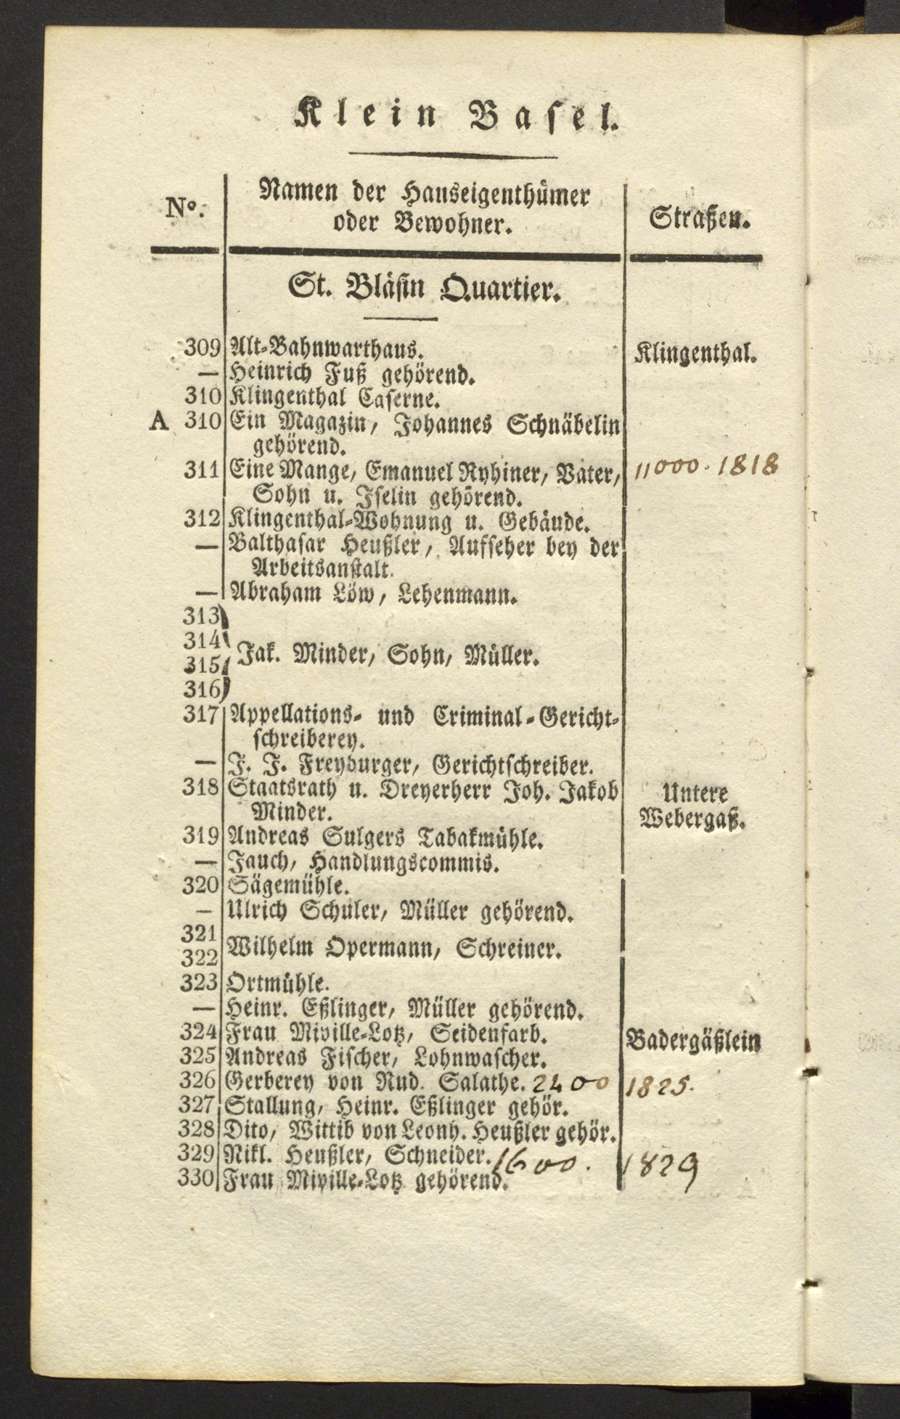 Klein Basel.
No. Namen der Hauseigenthümer oder Bewohner. Straßen.
St. Bläsin Quartier.
309 Alt-Bahnwarthaus. Klingenthal.
— Heinrich Fuß gehörend.
310 Klingenthal Caserne.
A 310 Ein Magazin, Johannes Schnäbelin
gehörend.
311 Eine Mange, Emanuel Ryhiner, Vater, 11000. 1818
Sohn u. Iselin gehörend.
312 Klingenthal-Wohnung u. Gebäude.
— Balthasar Heußler, Aufseher bey der
Arbeitsanstalt.
— Abraham Löw, Lehenmann.
313
314
315 Jak. Minder, Sohn, Müller.
316
317 Appellations- und Criminal-Gericht-
schreiberey.
— J. J. Freyburger, Gerichtschreiber.
318 Staatsrath u. Dreyerherr Joh. Jakob Untere
Minder. Webergaß.
319 Andreas Sulgers Tabakmühle.
— Jauch, Handlungscommis.
320 Sägemühle.
— Ulrich Schuler, Müller gehörend.
321
322 Wilhelm Opermann, Schreiner.
323 Ortmühle.
— Heinr. Eßlinger, Müller gehörend.
324 Frau Miville-Lotz, Seidenfarb. Badergäßlein
325 Andreas Fischer, Lohnwascher.
326 Gerberey von Rud. Salathe. 2400 1825.
327 Stallung, Heinr. Eßlinger gehör.
328 Dito, Wittib von Leonh. Heußler gehör.
329 Nikl. Heußler, Schneider. 1600. 1829
330 Frau Miville-Lotz gehörend.